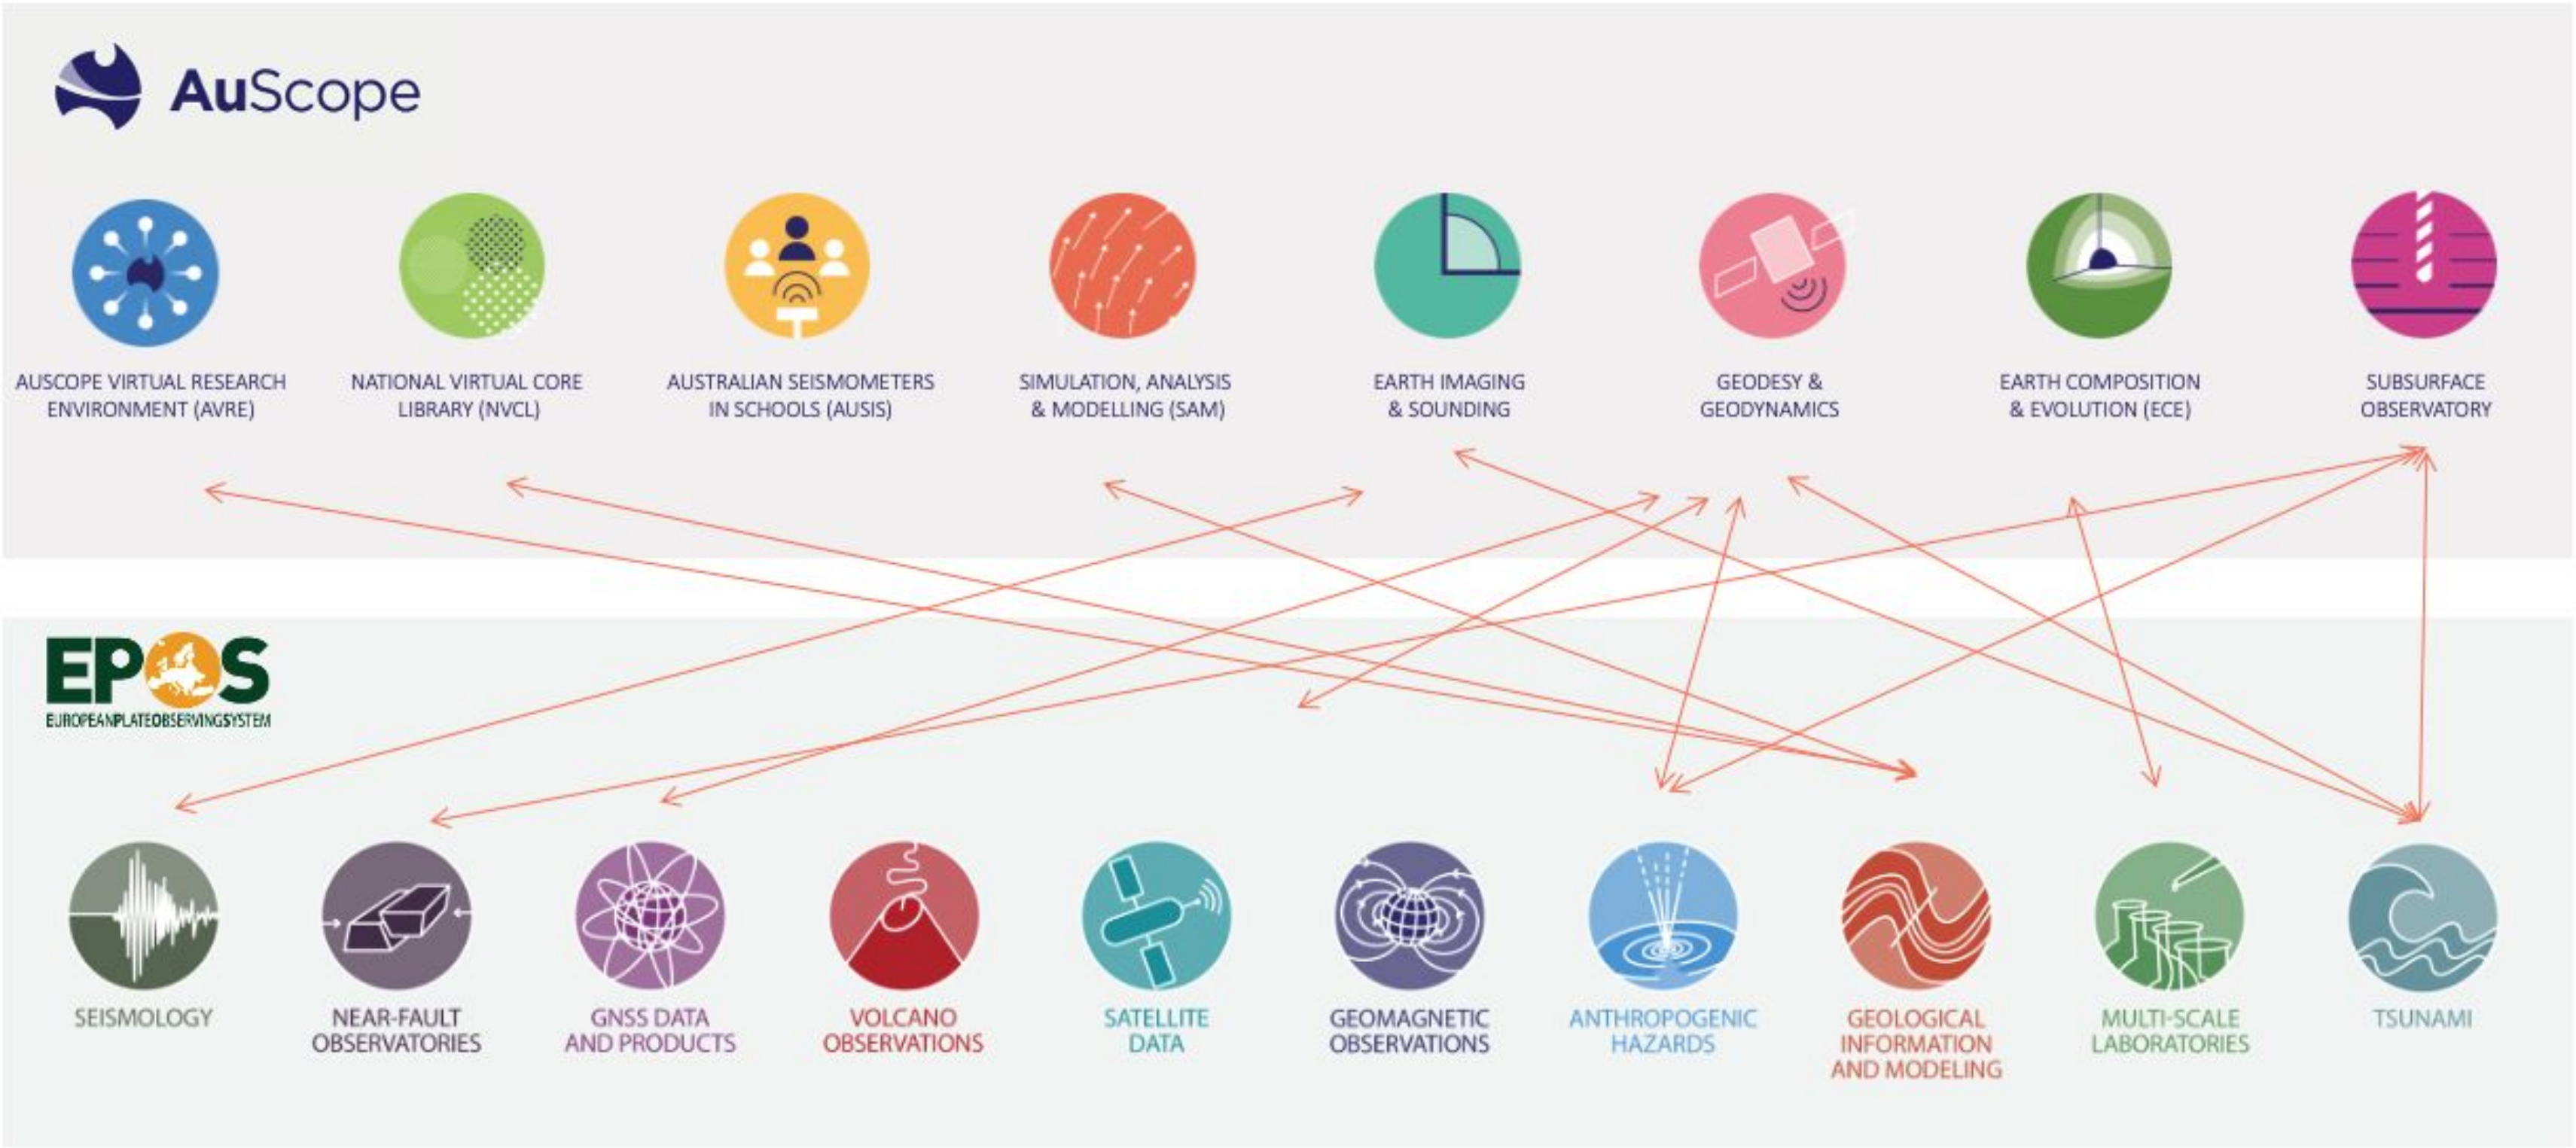 AuScope
AUSCOPE VIRTUAL RESEARCH
ENVIRONMENT (AVRE)
NATIONAL VIRTUAL CORE
LIBRARY (NVCL)
AUSTRALIAN SEISMOMETERS
IN SCHOOLS (AUSIS)
SIMULATION, ANALYSIS
& MODELLING (SAM)
EARTH IMAGING
& SOUNDING
GEODESY &
GEODYNAMICS
EARTH COMPOSITION
& EVOLUTION (ECE)
SUBSURFACE
OBSERVATORY
EPOS
EUROPEANPLATEOBSERVINGSYSTEM
SEISMOLOGY
NEAR-FAULT
OBSERVATORIES
GNSS DATA
AND PRODUCTS
VOLCANO
OBSERVATIONS
SATELLITE
DATA
GEOMAGNETIC
OBSERVATIONS
ANTHROPOGENIC
HAZARDS
GEOLOGICAL
INFORMATION
AND MODELING
MULTI-SCALE
LABORATORIES
TSUNAMI